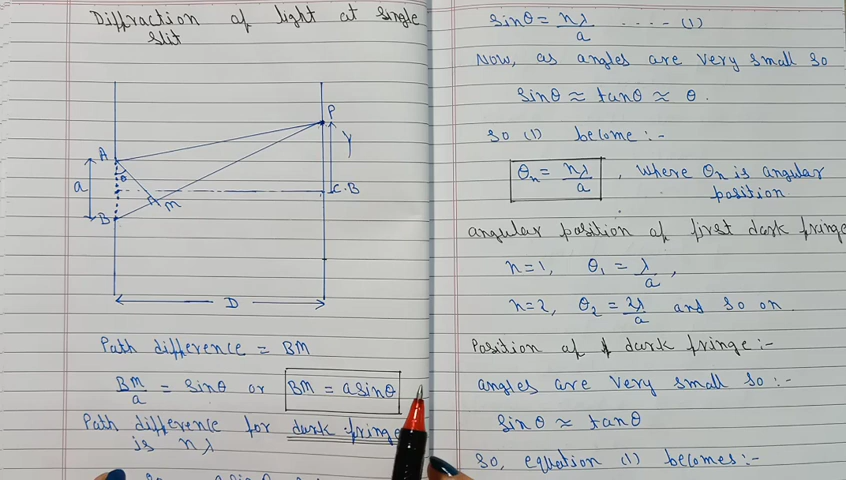 Diffraction of light at single
slit
P
A
θ
Y
a
C.B
M
B
D
Path difference = BM
BM/a = sinθ or BM = asinθ
Path difference for dark fringe
is nλ
sinθ = nλ/a ..... (1)
Now, as angles are very small so
sinθ ≈ tanθ ≈ θ.
so (1) become:-
θn = nλ/a , where θn is angular
position
angular position of first dark fringe
n=1, θ1 = λ/a,
n=2, θ2 = 2λ/a and so on.
Position of dark fringe:-
angles are very small so:-
sinθ ≈ tanθ
So, equation (1) becomes:-